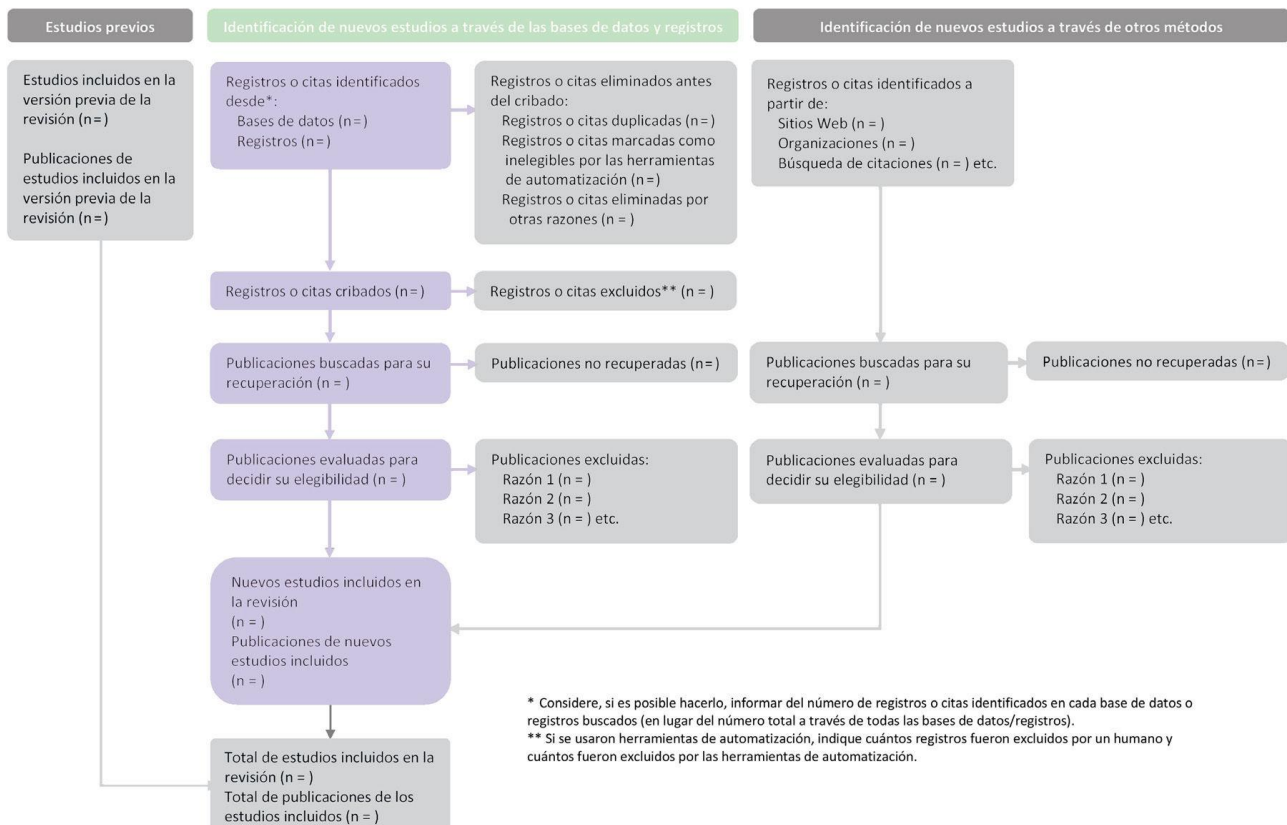 Estudios previos
Identificación de nuevos estudios a través de las bases de datos y registros
Identificación de nuevos estudios a través de otros métodos
Estudios incluidos en la
versión previa de la
revisión (n= )
Publicaciones de
estudios incluidos en la
versión previa de la
revisión (n= )
Registros o citas identificados
desde*:
Bases de datos (n= )
Registros (n= )
Registros o citas eliminados antes
del cribado:
Registros o citas duplicadas (n= )
Registros o citas marcadas como
inelegibles por las herramientas
de automatización (n= )
Registros o citas eliminadas por
otras razones (n = )
Registros o citas identificados a
partir de:
Sitios Web (n = )
Organizaciones (n = )
Búsqueda de citaciones (n = ) etc.
Registros o citas cribados (n= )
Registros o citas excluidos** (n = )
Publicaciones buscadas para su
recuperación (n = )
Publicaciones no recuperadas (n= )
Publicaciones buscadas para su
recuperación (n = )
Publicaciones no recuperadas (n= )
Publicaciones evaluadas para
decidir su elegibilidad (n = )
Publicaciones excluidas:
Razón 1 (n = )
Razón 2 (n = )
Razón 3 (n = ) etc.
Publicaciones evaluadas para
decidir su elegibilidad (n = )
Publicaciones excluidas:
Razón 1 (n = )
Razón 2 (n = )
Razón 3 (n = ) etc.
Nuevos estudios incluidos en
la revisión
(n = )
Publicaciones de nuevos
estudios incluidos
(n = )
Total de estudios incluidos en la
revisión (n = )
Total de publicaciones de los
estudios incluidos (n = )
* Considere, si es posible hacerlo, informar del número de registros o citas identificados en cada base de datos o
registros buscados (en lugar del número total a través de todas las bases de datos/registros).
** Si se usaron herramientas de automatización, indique cuántos registros fueron excluidos por un humano y
cuántos fueron excluidos por las herramientas de automatización.